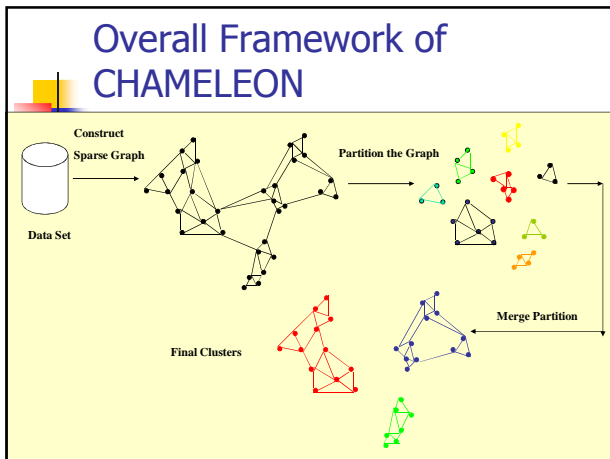 Overall Framework of
CHAMELEON
Construct
Sparse Graph
Partition the Graph
Data Set
Merge Partition
Final Clusters